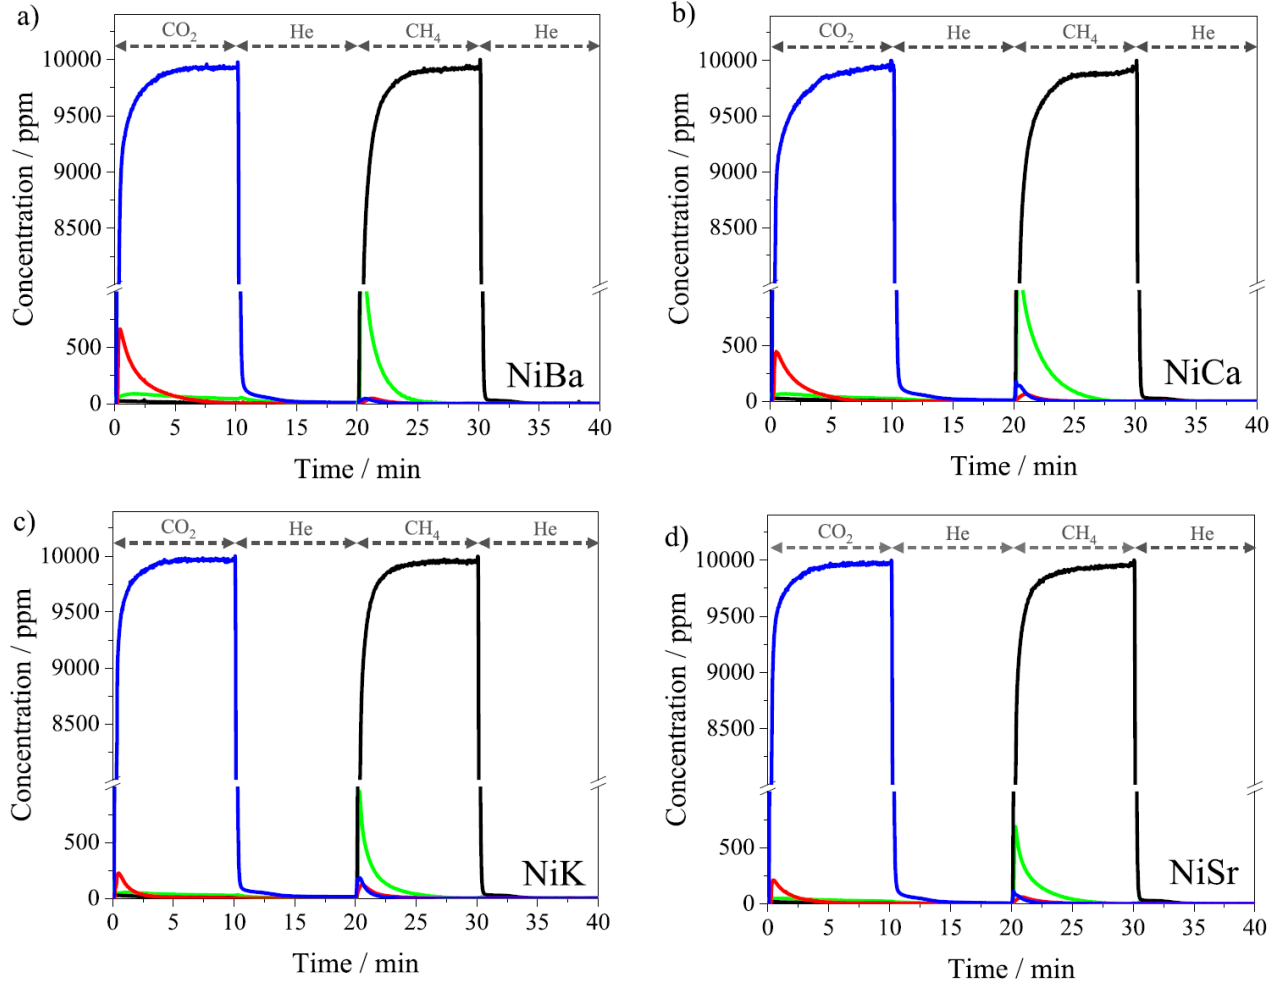 a)
CO₂ He CH₄ He
10000
9500
9000
8500
500
0
Concentration / ppm
NiBa
0 5 10 15 20 25 30 35 40
Time / min
b)
CO₂ He CH₄ He
10000
9500
9000
8500
500
0
Concentration / ppm
NiCa
0 5 10 15 20 25 30 35 40
Time / min
c)
CO₂ He CH₄ He
10000
9500
9000
8500
500
0
Concentration / ppm
NiK
0 5 10 15 20 25 30 35 40
Time / min
d)
CO₂ He CH₄ He
10000
9500
9000
8500
500
0
Concentration / ppm
NiSr
0 5 10 15 20 25 30 35 40
Time / min